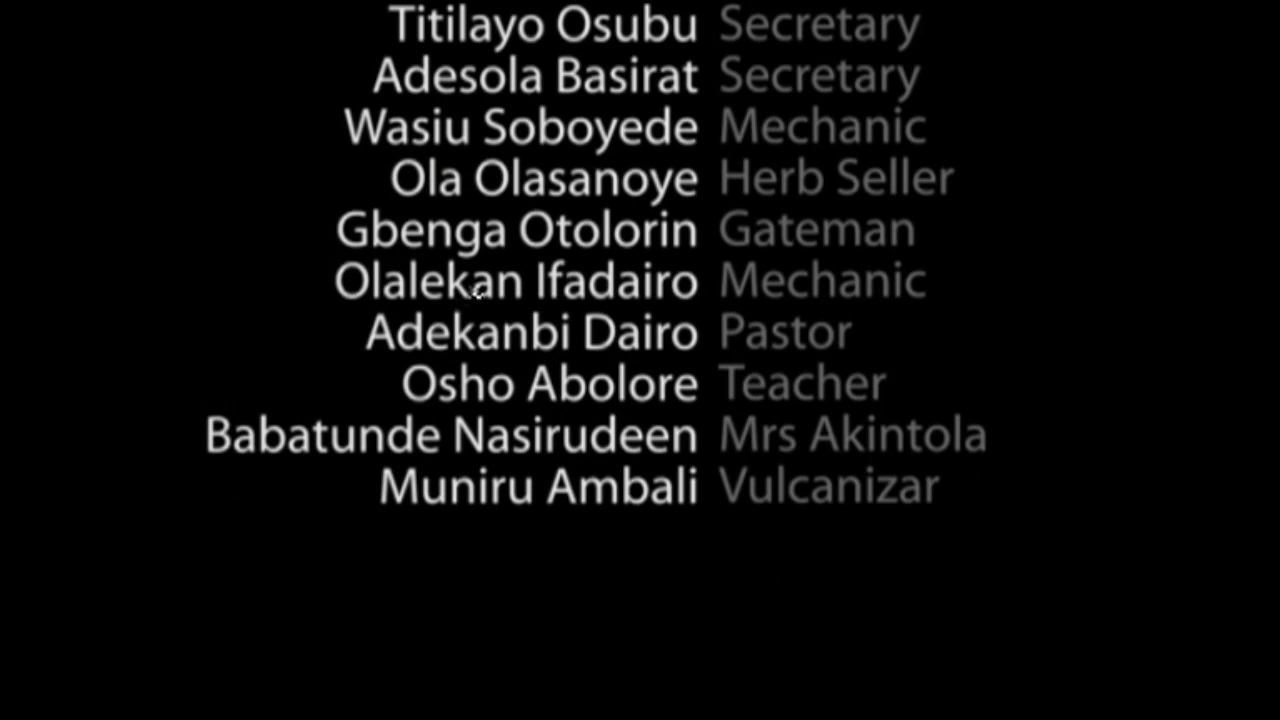 Titilayo Osubu Secretary
Adesola Basirat Secretary
Wasiu Soboyede Mechanic
Ola Olasanoye Herb Seller
Gbenga Otolorin Gateman
Olalekan Ifadairo Mechanic
Adekanbi Dairo Pastor
Osho Abolore Teacher
Babatunde Nasirudeen Mrs Akintola
Muniru Ambali Vulcanizar